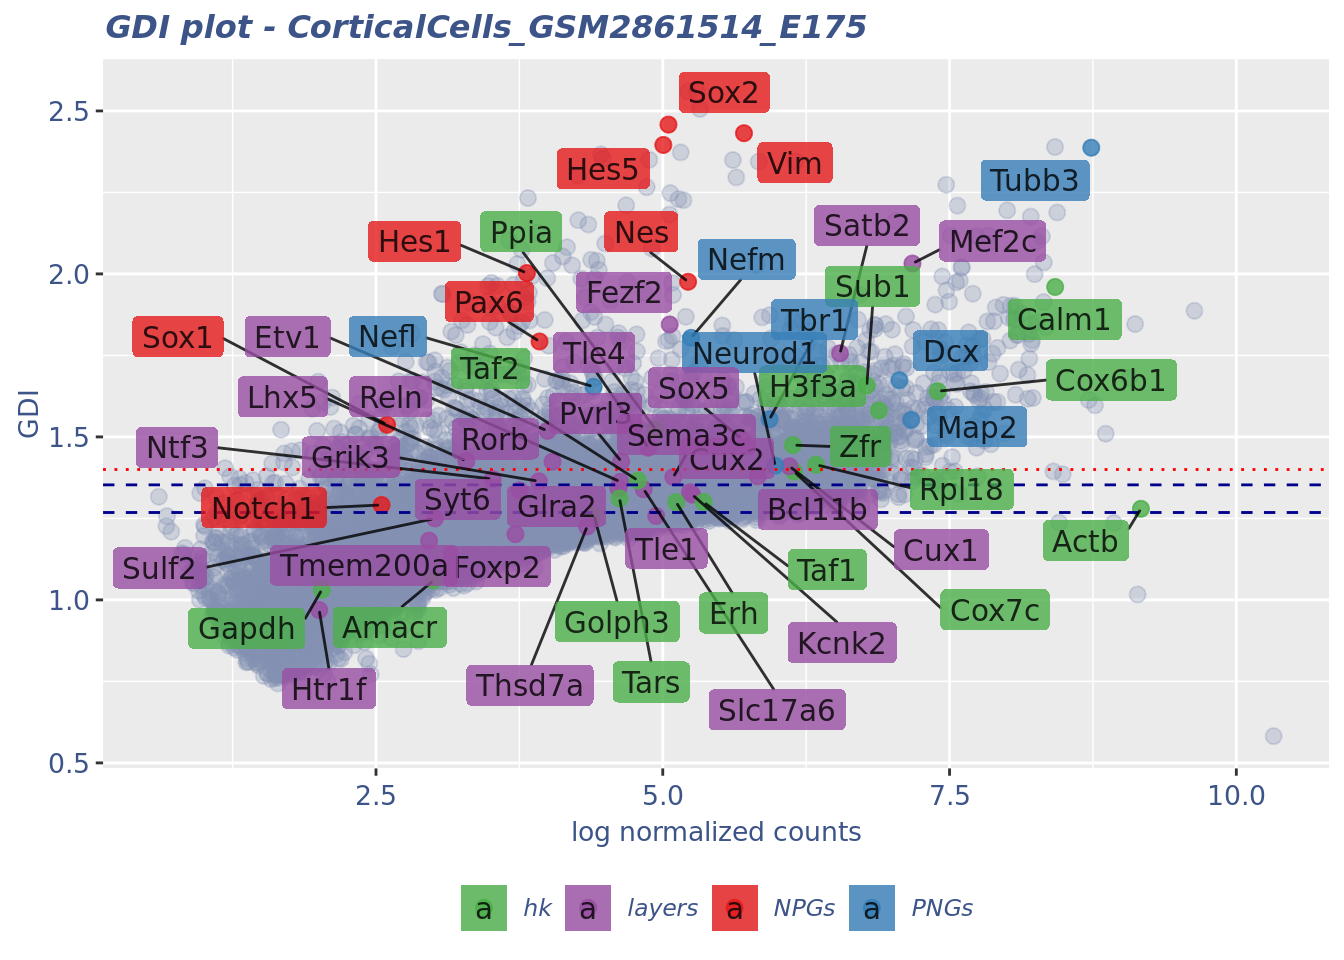 GDI plot - CorticalCells_GSM2861514_E175
GDI
2.5
2.0
1.5
1.0
0.5
Sox2
Hes5
Vim
Tubb3
Hes1
Ppia
Nes
Satb2
Mef2c
Nefm
Sub1
Fezf2
Pax6
Calm1
Tbr1
Sox1
Etv1
Nefl
Tle4
Neurod1
Dcx
Taf2
Cox6b1
Sox5
H3f3a
Lhx5
Reln
Pvrl3
Map2
Sema3c
Rorb
Zfr
Ntf3
Grik3
Cux2
Rpl18
Syt6
Glra2
Notch1
Bcl11b
Actb
Tle1
Cux1
Sulf2
Tmem200a
Foxp2
Taf1
Cox7c
Erh
Golph3
Gapdh
Amacr
Kcnk2
Htr1f
Thsd7a
Tars
Slc17a6
2.5
5.0
7.5
10.0
log normalized counts
a hk a layers a NPGs a PNGs